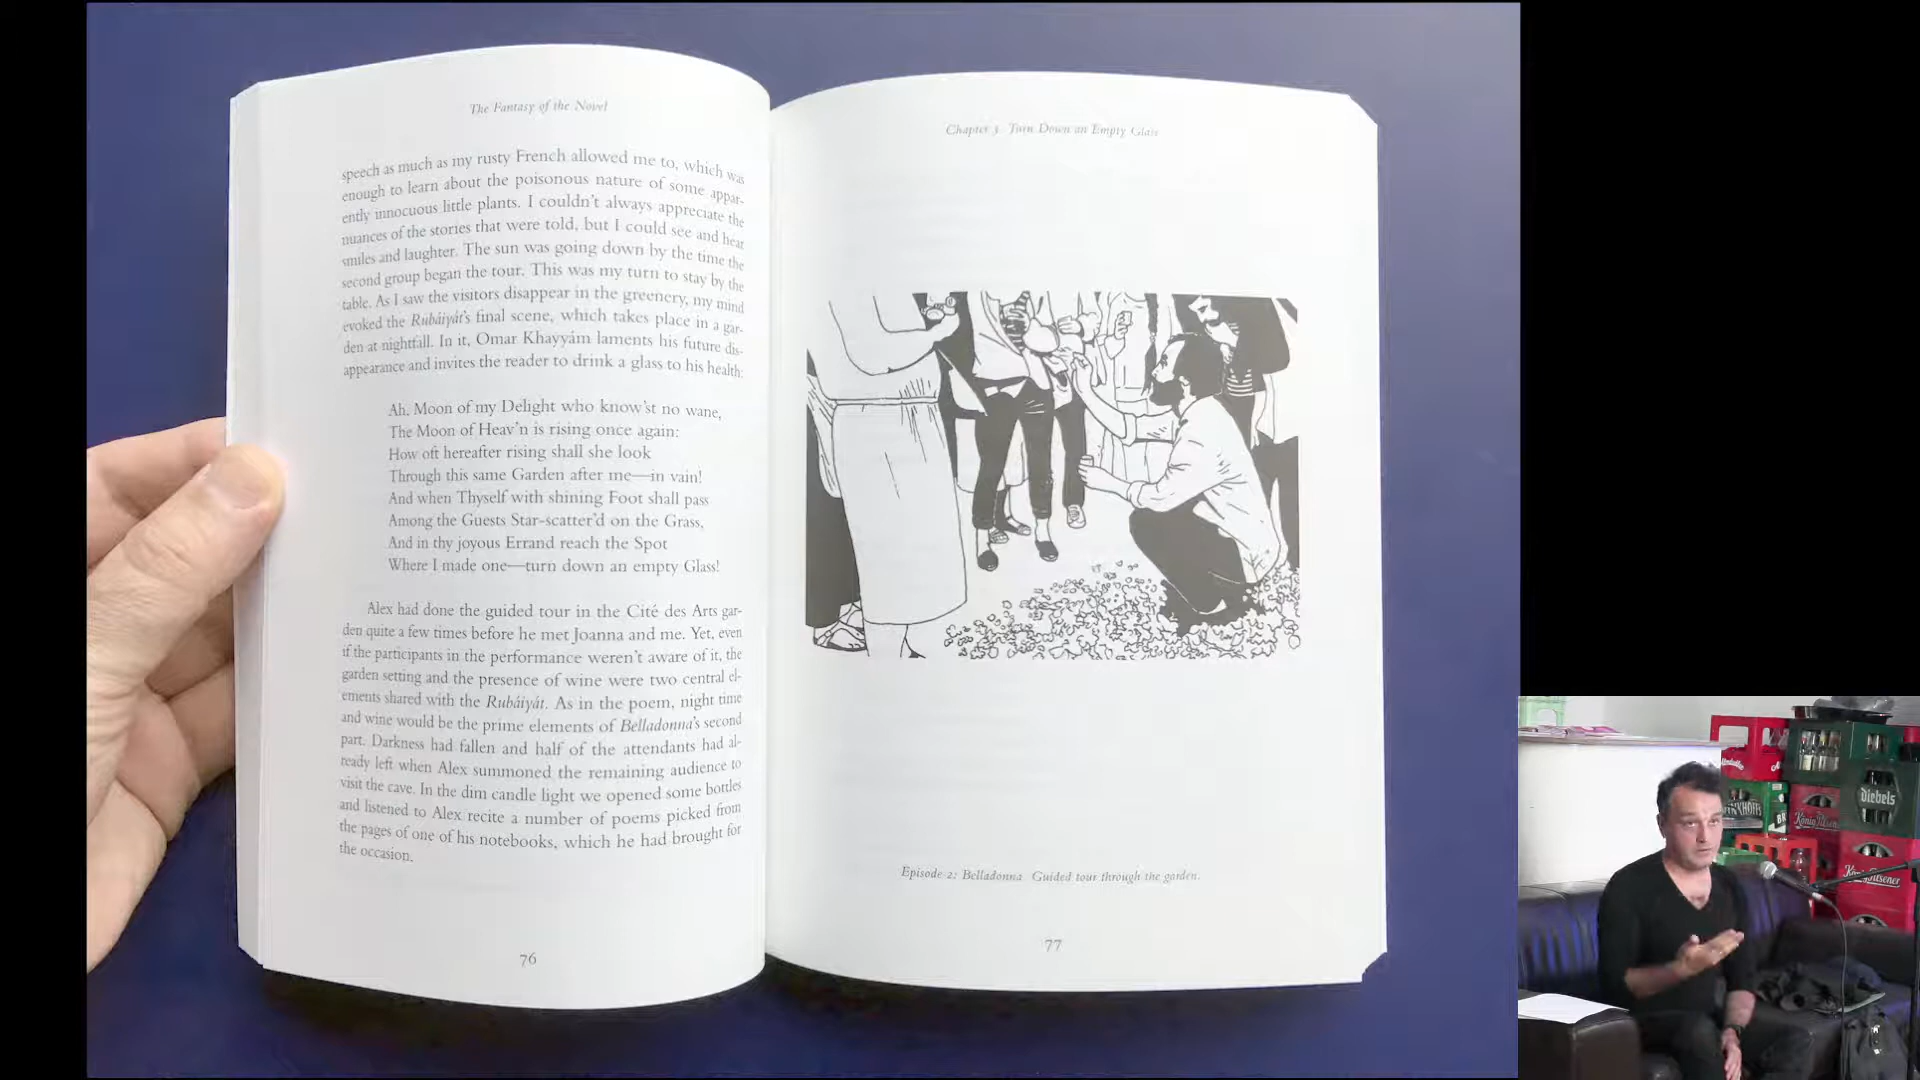 The Fantasy of the Novel
speech as much as my rusty French allowed me to, which was
enough to learn about the poisonous nature of some appar-
ently innocuous little plants. I couldn't always appreciate the
nuances of the stories that were told, but I could see and hear
smiles and laughter. The sun was going down by the time the
second group began the tour. This was my turn to stay by the
table. As I saw the visitors disappear in the greenery, my mind
evoked the Rubáiyát's final scene, which takes place in a gar-
den at nightfall. In it, Omar Khayyám laments his future dis-
appearance and invites the reader to drink a glass to his health:
Ah, Moon of my Delight who know'st no wane,
The Moon of Heav'n is rising once again:
How oft hereafter rising shall she look
Through this same Garden after me—in vain!
And when Thyself with shining Foot shall pass
Among the Guests Star-scatter'd on the Grass,
And in thy joyous Errand reach the Spot
Where I made one—turn down an empty Glass!
Alex had done the guided tour in the Cité des Arts gar-
den quite a few times before he met Joanna and me. Yet, even
if the participants in the performance weren't aware of it, the
garden setting and the presence of wine were two central el-
ements shared with the Rubáiyát. As in the poem, night time
and wine would be the prime elements of Belladonna's second
part. Darkness had fallen and half of the attendants had al-
ready left when Alex summoned the remaining audience to
visit the cave. In the dim candle light we opened some bottles
and listened to Alex recite a number of poems picked from
the pages of one of his notebooks, which he had brought for
the occasion.
76
Chapter 3 Turn Down an Empty Glass
Episode 2: Belladonna Guided tour through the garden.
77
Diebels
König Pilsener
König Pilsener